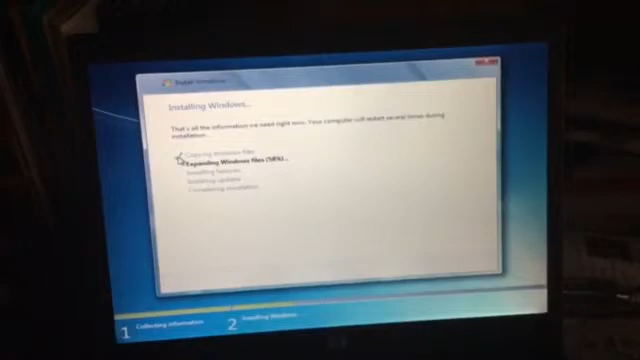 Install Windows
Installing Windows...
That's all the information we need right now. Your computer will restart several times during
installation.
Copying Windows files
Expanding Windows files
Installing features
Installing updates
Completing installation
1 Collecting information
2 Installing Windows